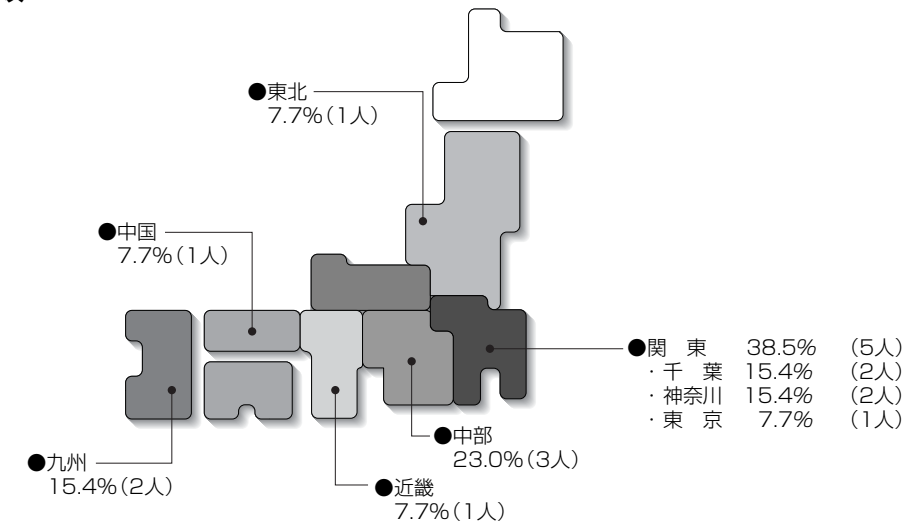 ●東北
7.7%(1人)
●中国
7.7%(1人)
●関 東 38.5% (5人)
・千 葉 15.4% (2人)
・神奈川 15.4% (2人)
・東 京 7.7% (1人)
●中部
23.0%(3人)
●九州
15.4%(2人)
●近畿
7.7%(1人)